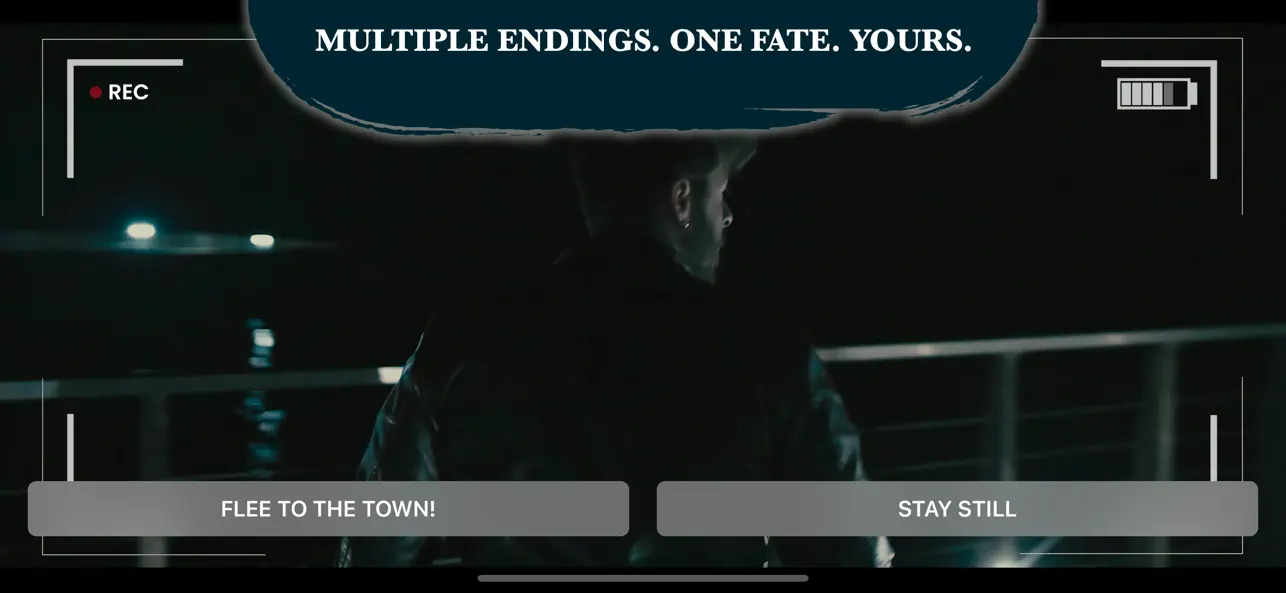 MULTIPLE ENDINGS. ONE FATE. YOURS.
REC
FLEE TO THE TOWN!
STAY STILL